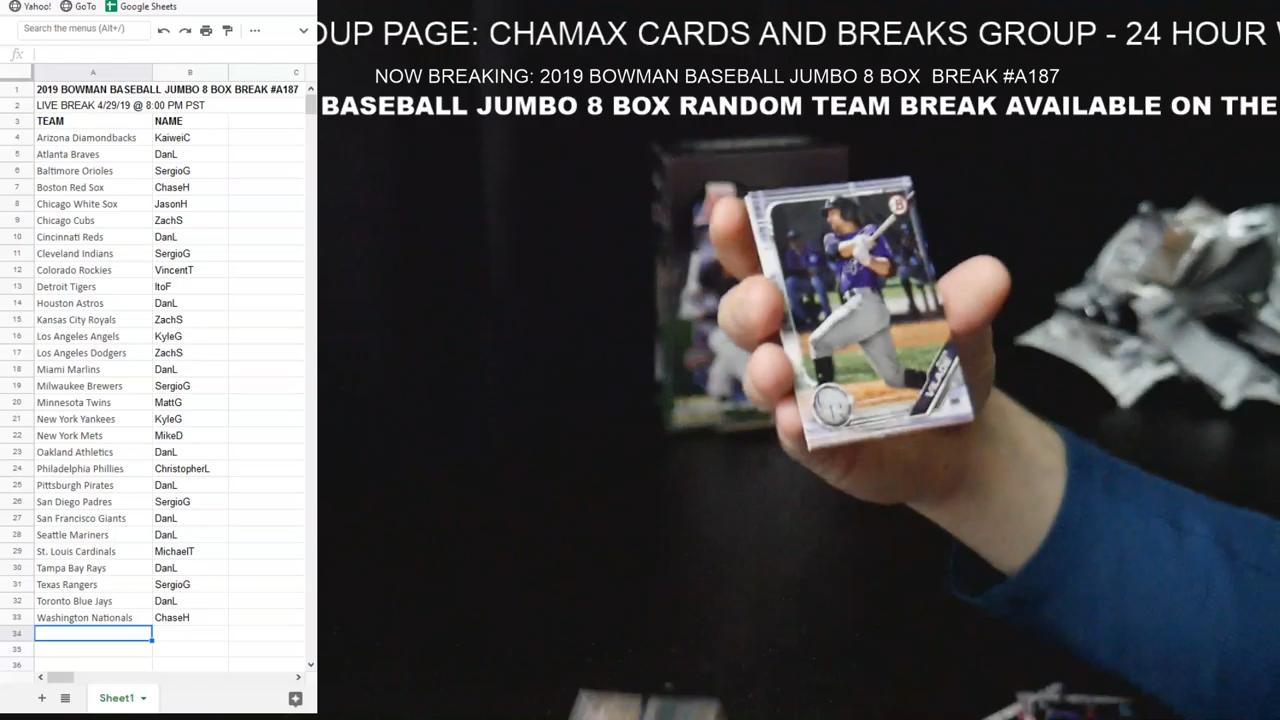 Yahoo! GoTo Google Sheets
Search the menus (Alt+/)
fx
A B C
1 2019 BOWMAN BASEBALL JUMBO 8 BOX BREAK #A187
2 LIVE BREAK 4/29/19 @ 8:00 PM PST
3 TEAM NAME
4 Arizona Diamondbacks KaiweiC
5 Atlanta Braves DanL
6 Baltimore Orioles SergioG
7 Boston Red Sox ChaseH
8 Chicago White Sox JasonH
9 Chicago Cubs ZachS
10 Cincinnati Reds DanL
11 Cleveland Indians SergioG
12 Colorado Rockies VincentT
13 Detroit Tigers ItoF
14 Houston Astros DanL
15 Kansas City Royals ZachS
16 Los Angeles Angels KyleG
17 Los Angeles Dodgers ZachS
18 Miami Marlins DanL
19 Milwaukee Brewers SergioG
20 Minnesota Twins MattG
21 New York Yankees KyleG
22 New York Mets MikeD
23 Oakland Athletics DanL
24 Philadelphia Phillies ChristopherL
25 Pittsburgh Pirates DanL
26 San Diego Padres SergioG
27 San Francisco Giants DanL
28 Seattle Mariners DanL
29 St. Louis Cardinals MichaelT
30 Tampa Bay Rays DanL
31 Texas Rangers SergioG
32 Toronto Blue Jays DanL
33 Washington Nationals ChaseH
34
35
36
Sheet1
OUP PAGE: CHAMAX CARDS AND BREAKS GROUP - 24 HOUR
NOW BREAKING: 2019 BOWMAN BASEBALL JUMBO 8 BOX BREAK #A187
BASEBALL JUMBO 8 BOX RANDOM TEAM BREAK AVAILABLE ON THE
B